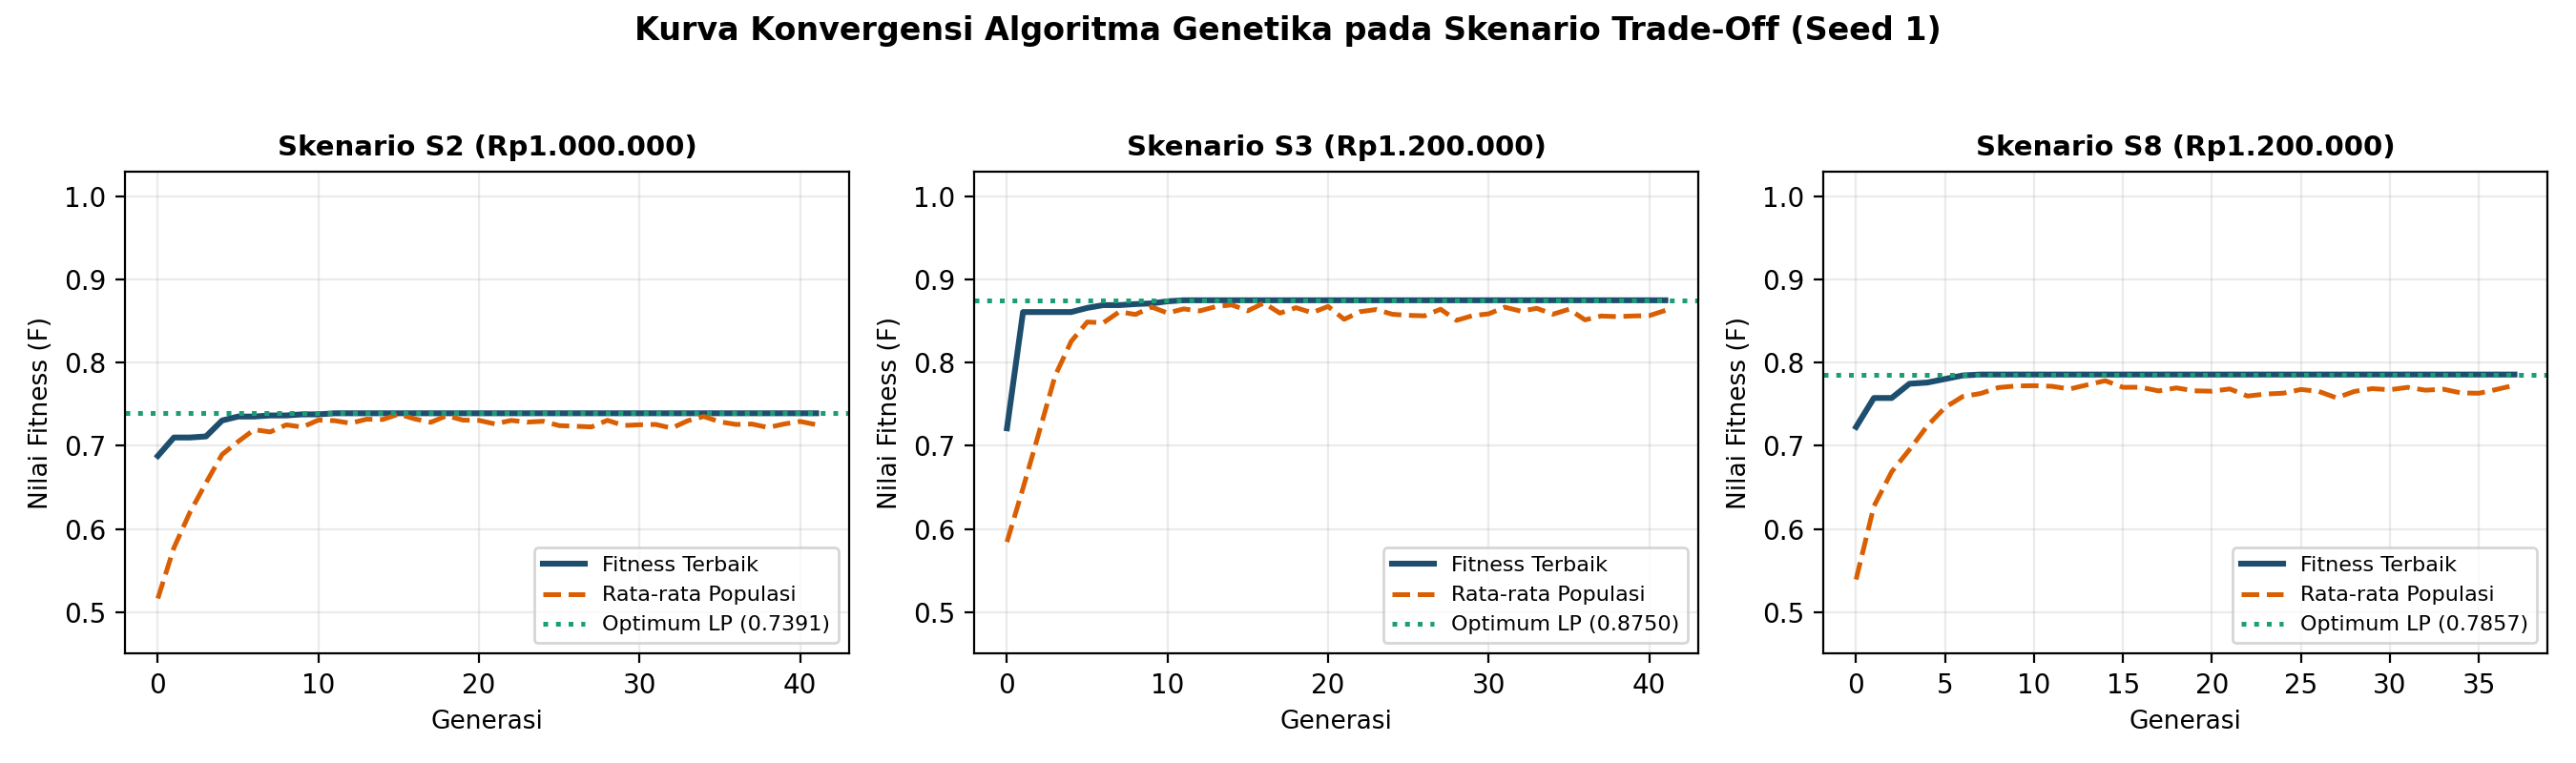 Kurva Konvergensi Algoritma Genetika pada Skenario Trade-Off (Seed 1)
Skenario S2 (Rp1.000.000)
1.0
0.9
0.8
0.7
0.6
0.5
Nilai Fitness (F)
Fitness Terbaik
Rata-rata Populasi
Optimum LP (0.7391)
0 10 20 30 40
Generasi
Skenario S3 (Rp1.200.000)
1.0
0.9
0.8
0.7
0.6
0.5
Nilai Fitness (F)
Fitness Terbaik
Rata-rata Populasi
Optimum LP (0.8750)
0 10 20 30 40
Generasi
Skenario S8 (Rp1.200.000)
1.0
0.9
0.8
0.7
0.6
0.5
Nilai Fitness (F)
Fitness Terbaik
Rata-rata Populasi
Optimum LP (0.7857)
0 5 10 15 20 25 30 35
Generasi